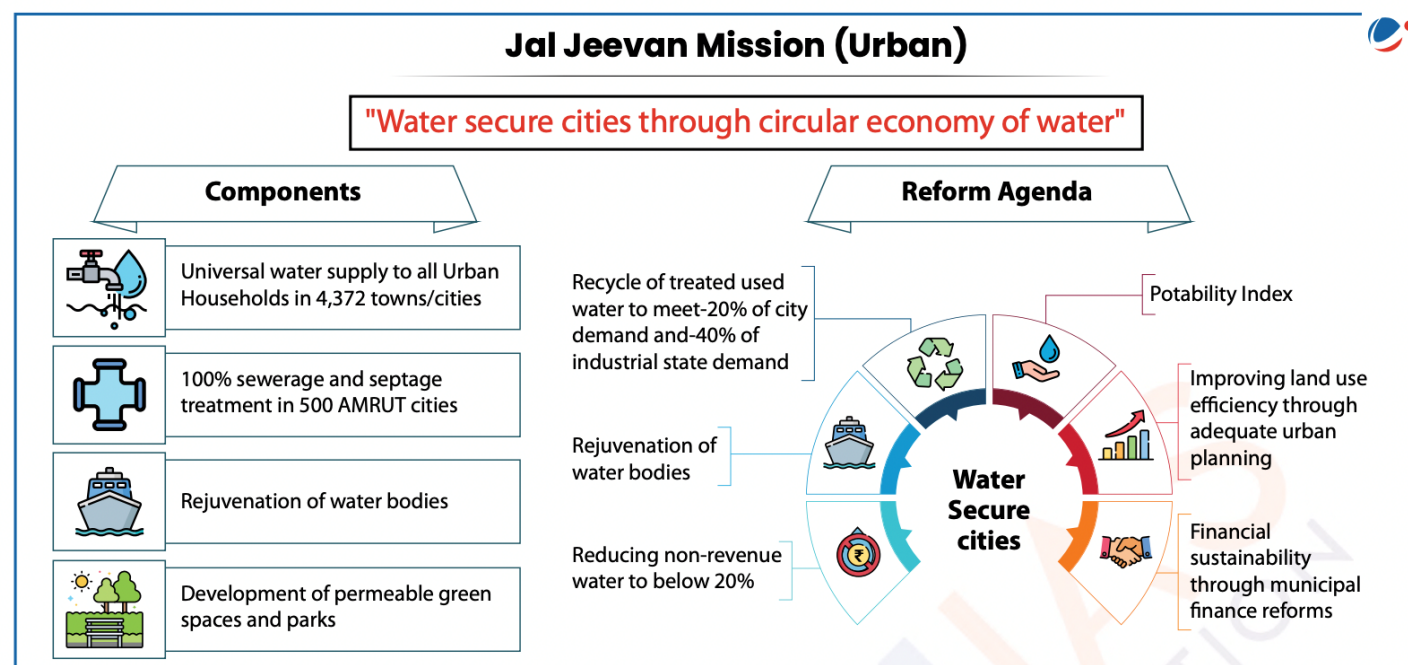 Jal Jeevan Mission (Urban)
"Water secure cities through circular economy of water"
Components
Universal water supply to all Urban
Households in 4,372 towns/cities
100% sewerage and septage
treatment in 500 AMRUT cities
Rejuvenation of water bodies
Development of permeable green
spaces and parks
Reform Agenda
Recycle of treated used
water to meet-20% of city
demand and-40% of
industrial state demand
Rejuvenation of
water bodies
Reducing non-revenue
water to below 20%
₹
Water
Secure
cities
Potability Index
Improving land use
efficiency through
adequate urban
planning
Financial
sustainability
through municipal
finance reforms
IAS